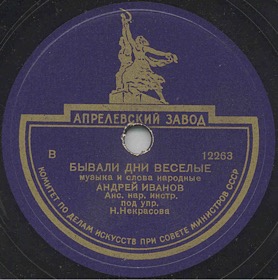 АПРЕЛЕВСКИЙ ЗАВОД
В 12263
БЫВАЛИ ДНИ ВЕСЕЛЫЕ
музыка и слова народные
АНДРЕЙ ИВАНОВ
Анс. нар. инстр.
под упр.
Н.Некрасова
КОМИТЕТ ПО ДЕЛАМ ИСКУССТВ ПРИ СОВЕТЕ МИНИСТРОВ СССР